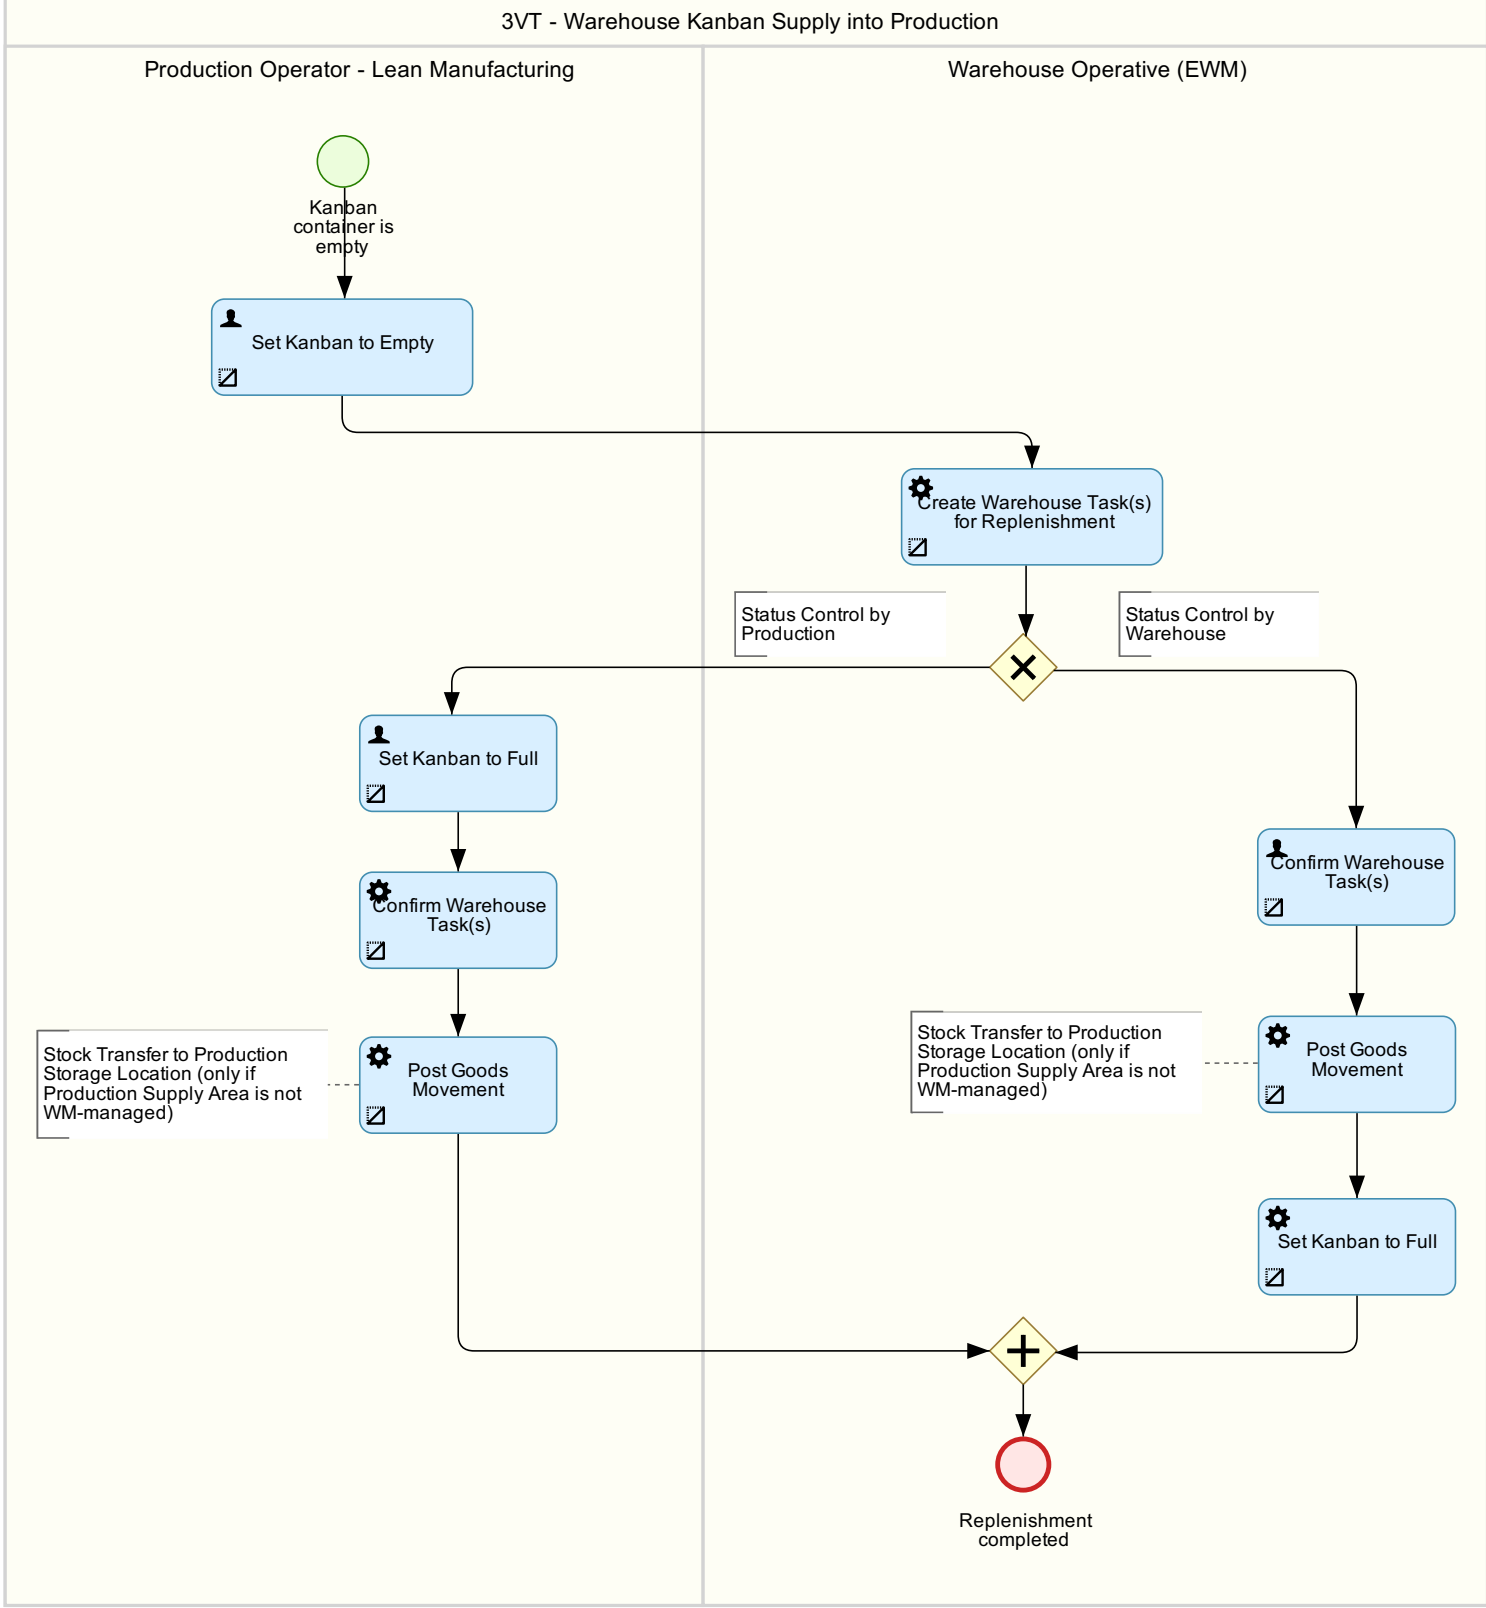 3VT - Warehouse Kanban Supply into Production
Production Operator - Lean Manufacturing
Warehouse Operative (EWM)
Kanban
container is
empty
Set Kanban to Empty
Create Warehouse Task(s)
for Replenishment
Status Control by
Production
Status Control by
Warehouse
Set Kanban to Full
Confirm Warehouse
Task(s)
Confirm Warehouse
Task(s)
Stock Transfer to Production
Storage Location (only if
Production Supply Area is not
WM-managed)
Post Goods
Movement
Stock Transfer to Production
Storage Location (only if
Production Supply Area is not
WM-managed)
Post Goods
Movement
Set Kanban to Full
Replenishment
completed